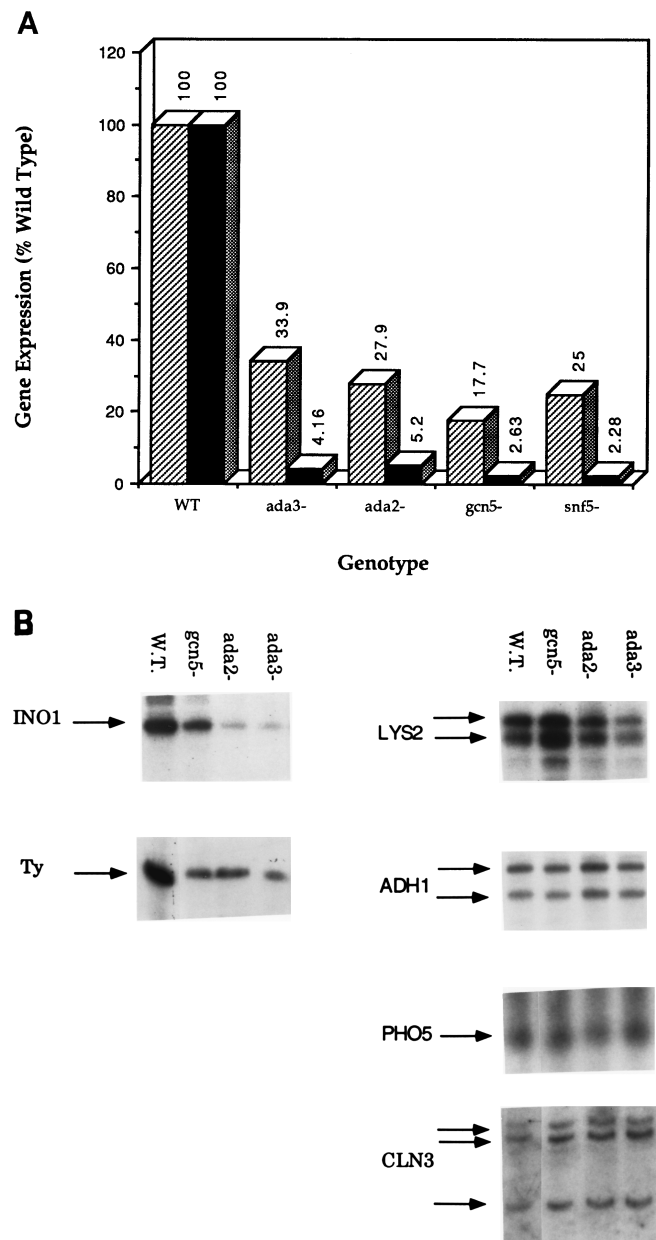 A
Gene Expression (% Wild Type)
120
100
80
60
40
20
0
100
100
33.9
4.16
27.9
5.2
17.7
2.63
25
2.28
WT
ada3-
ada2-
gcn5-
snf5-
Genotype
B
W.T.
gcn5-
ada2-
ada3-
INO1
Ty
W.T.
gcn5-
ada2-
ada3-
LYS2
ADH1
PHO5
CLN3